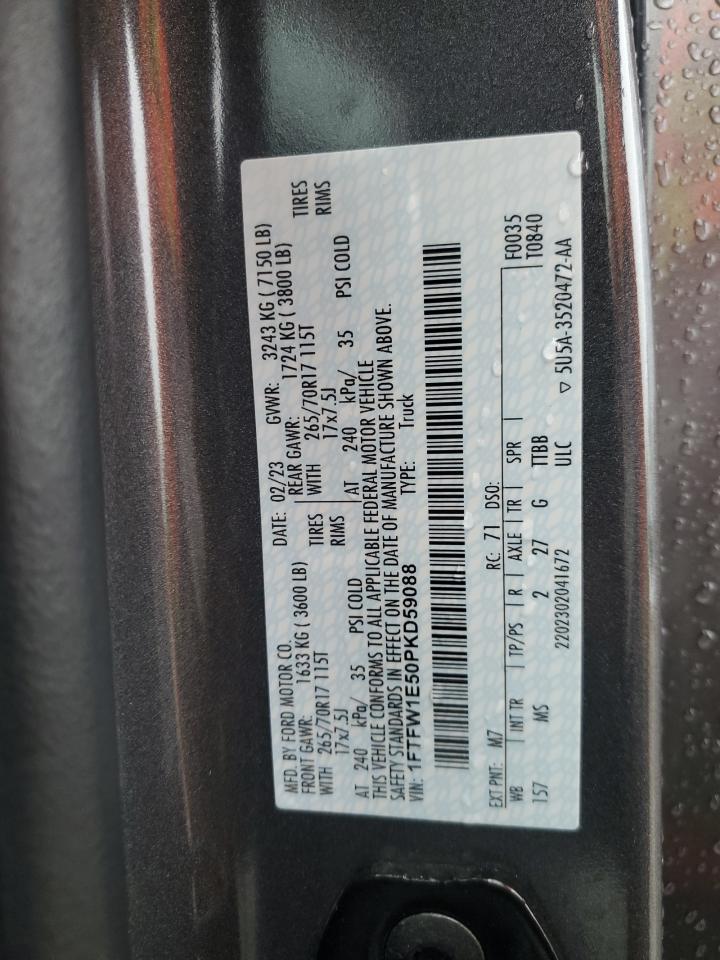 MFD. BY FORD MOTOR CO.
DATE: 02/23 GVWR: 3243 KG ( 7150 LB)
FRONT GAWR: 1633 KG ( 3600 LB) REAR GAWR: 1724 KG ( 3800 LB)
WITH 265/70R17 115T TIRES WITH 265/70R17 115T TIRES
17x7.5J RIMS 17x7.5J RIMS
AT 240 kPa/ 35 PSI COLD AT 240 kPa/ 35 PSI COLD
THIS VEHICLE CONFORMS TO ALL APPLICABLE FEDERAL MOTOR VEHICLE
SAFETY STANDARDS IN EFFECT ON THE DATE OF MANUFACTURE SHOWN ABOVE.
VIN: 1FTFW1E50PKD59088 TYPE: Truck
F0035
EXT PNT: M7 RC: 71 DSO: T0840
WB INT TR TP/PS R AXLE TR SPR
157 MS 2 27 G TTBB
2202302041672 ULC ▽ 5U5A-3520472-AA